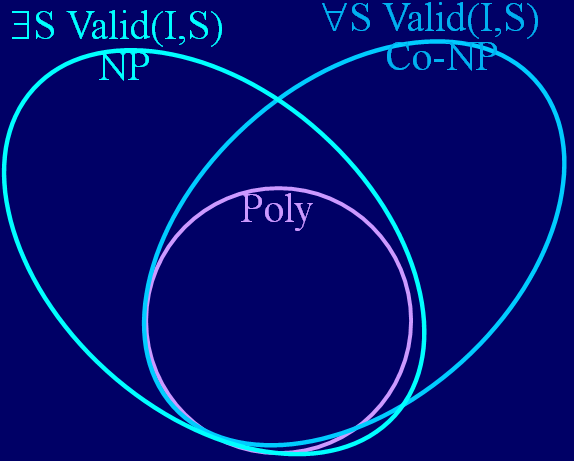 ∃S Valid(I,S)
NP
∀S Valid(I,S)
Co-NP
Poly